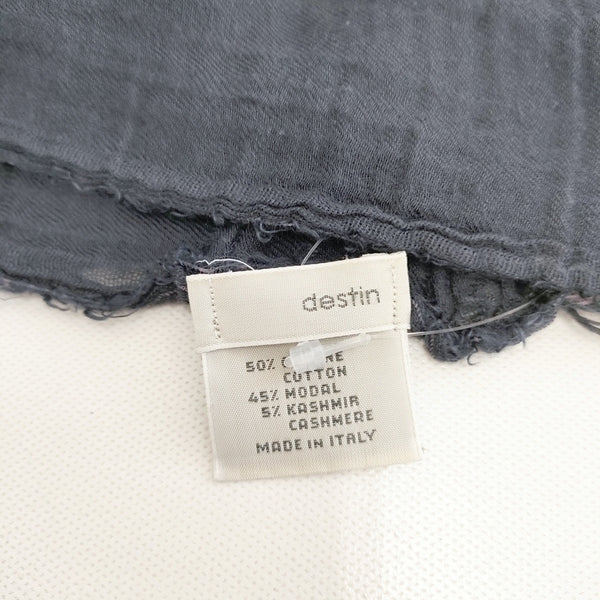 destin
50%
COTTON
45% MODAL
5% KASHMIR
CASHMERE
MADE IN ITALY